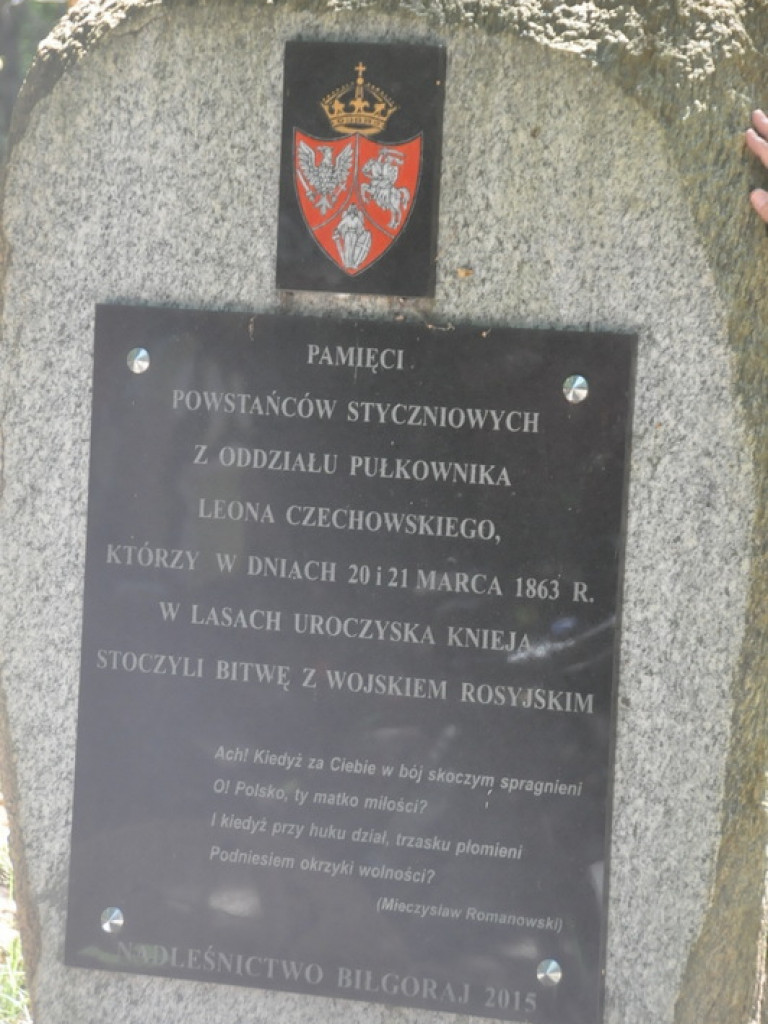 PAMIĘCI
POWSTAŃCÓW STYCZNIOWYCH
Z ODDZIAŁU PUŁKOWNIKA
LEONA CZECHOWSKIEGO,
KTÓRZY W DNIACH 20 i 21 MARCA 1863 R.
W LASACH UROCZYSKA KNIEJA
STOCZYLI BITWĘ Z WOJSKIEM ROSYJSKIM
Ach! Kiedyż za Ciebie w bój skoczym spragnieni
O! Polsko, ty matko miłości?
I kiedyż przy huku dział, trzasku płomieni
Podniesiem okrzyki wolności?
(Mieczysław Romanowski)
NADLEŚNICTWO BIŁGORAJ 2015